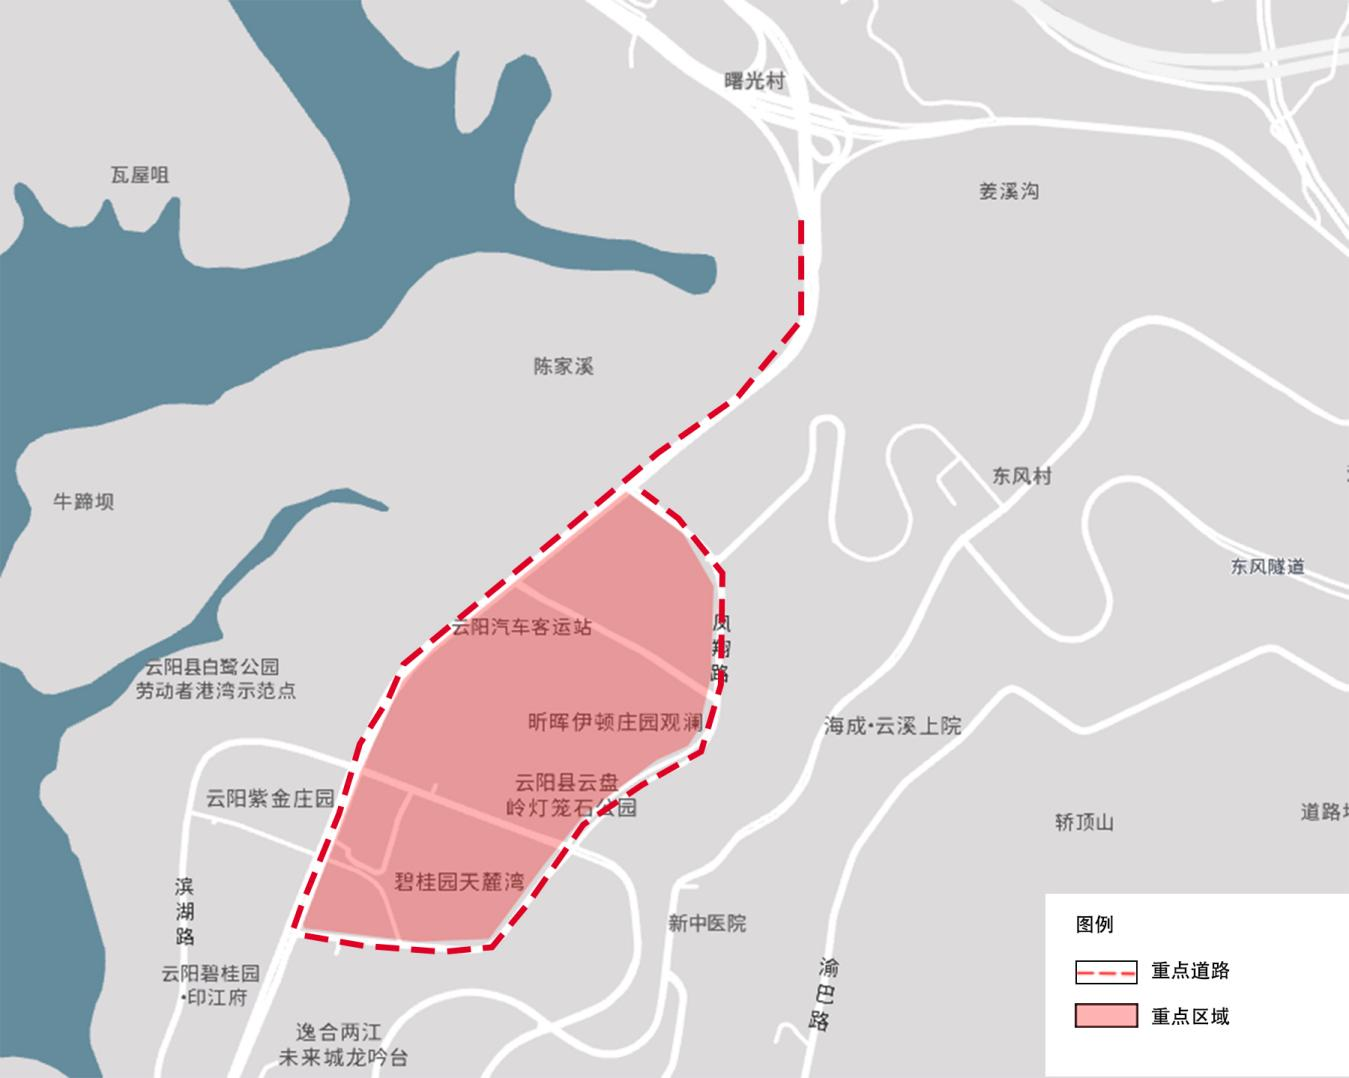 曙光村
瓦屋咀
姜溪沟
陈家溪
东风村
牛蹄坝
东风隧道
凤翔路
云阳汽车客运站
云阳县白鹭公园
劳动者港湾示范点
昕晖伊顿庄园观澜
海成•云溪上院
云阳县云盘
岭灯笼石公园
云阳紫金庄园
轿顶山
道路
碧桂园天麓湾
滨湖路
新中医院
图例
云阳碧桂园
•印江府
重点道路
渝巴路
重点区域
逸合两江
未来城龙吟台